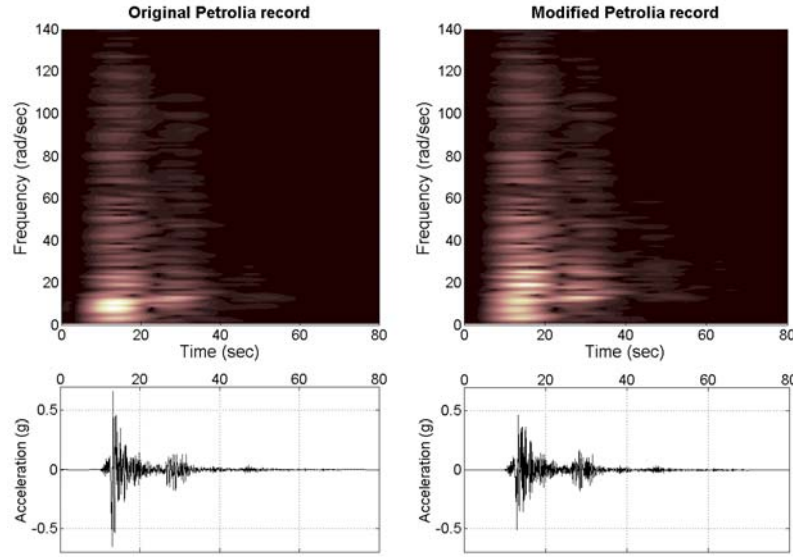 Original Petrolia record
Modified Petrolia record
Frequency (rad/sec)
140
120
100
80
60
40
20
0
0 20 40 60 80
Time (sec)
Frequency (rad/sec)
140
120
100
80
60
40
20
0
0 20 40 60 80
Time (sec)
0 20 40 60 80
Acceleration (g)
0.5
0
-0.5
0 20 40 60 80
Acceleration (g)
0.5
0
-0.5